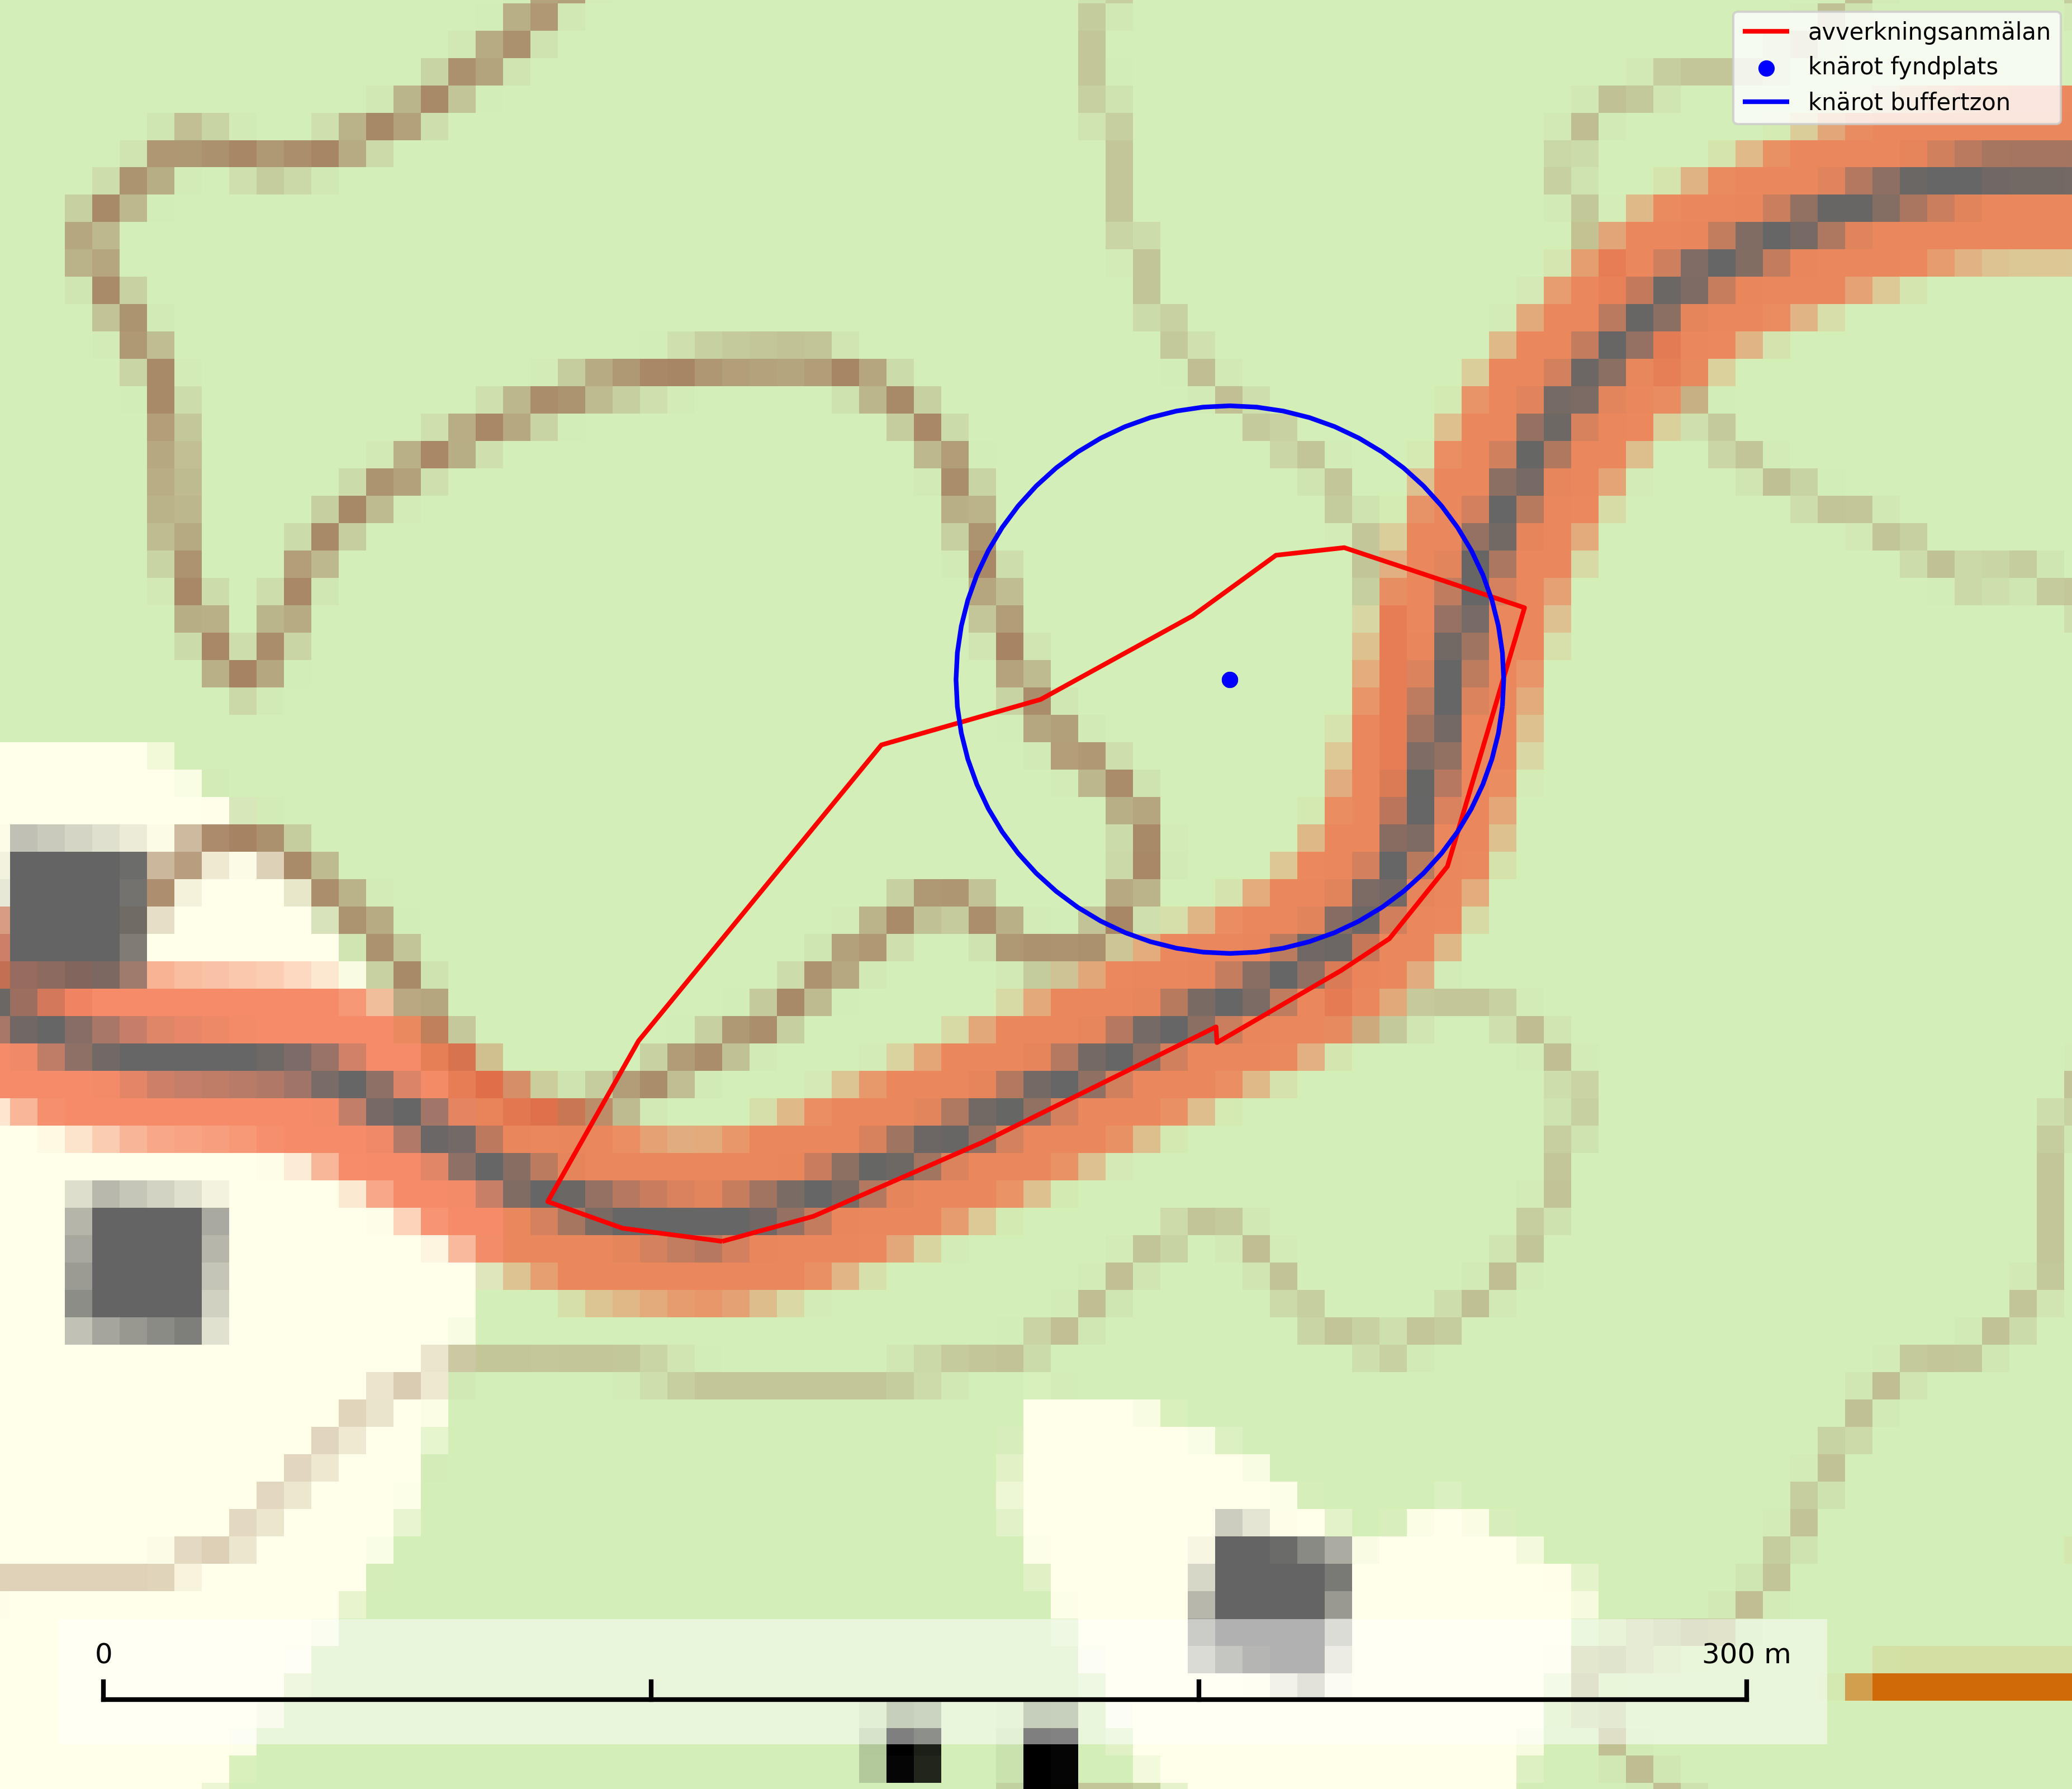 avverkningsanmälan
knärot fyndplats
knärot buffertzon
0
300 m